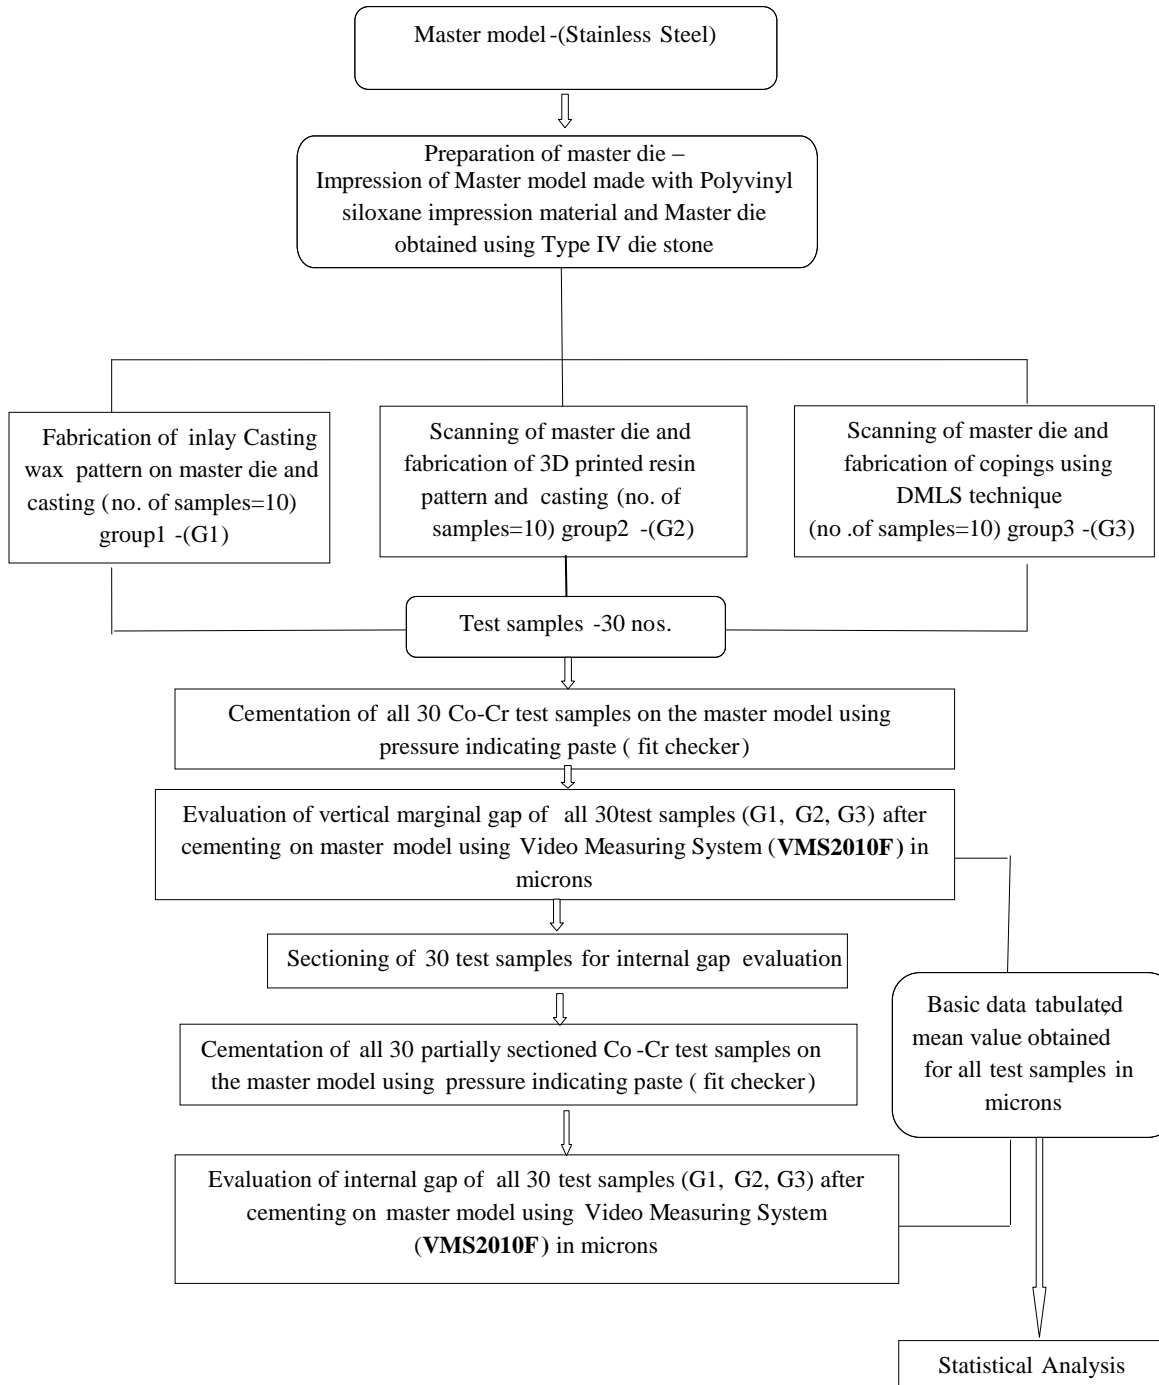 Master model -(Stainless Steel)
Preparation of master die –
Impression of Master model made with Polyvinyl
siloxane impression material and Master die
obtained using Type IV die stone
Fabrication of inlay Casting
wax pattern on master die and
casting (no. of samples=10)
group1 -(G1)
Scanning of master die and
fabrication of 3D printed resin
pattern and casting (no. of
samples=10) group2 -(G2)
Scanning of master die and
fabrication of copings using
DMLS technique
(no .of samples=10) group3 -(G3)
Test samples -30 nos.
Cementation of all 30 Co-Cr test samples on the master model using
pressure indicating paste ( fit checker)
Evaluation of vertical marginal gap of all 30test samples (G1, G2, G3) after
cementing on master model using Video Measuring System (VMS2010F) in
microns
Sectioning of 30 test samples for internal gap evaluation
Cementation of all 30 partially sectioned Co -Cr test samples on
the master model using pressure indicating paste ( fit checker)
Evaluation of internal gap of all 30 test samples (G1, G2, G3) after
cementing on master model using Video Measuring System
(VMS2010F) in microns
Basic data tabulated,
mean value obtained
for all test samples in
microns
Statistical Analysis